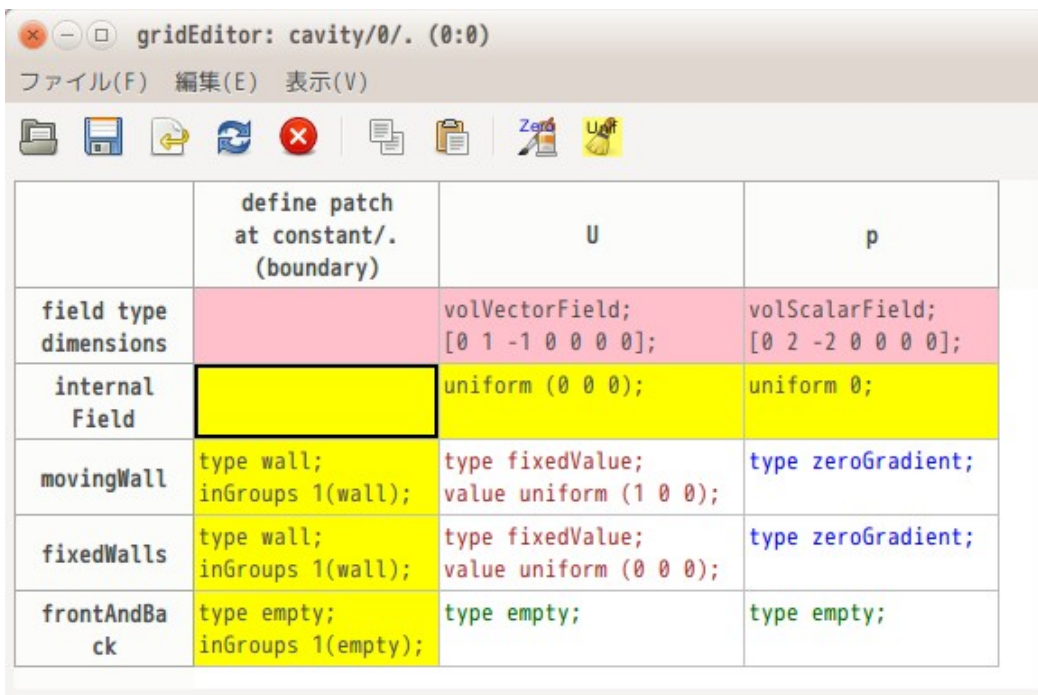 gridEditor: cavity/0/. (0:0)
ファイル(F) 編集(E) 表示(V)
Zero Unif
define patch
at constant/.
(boundary)
U
p
field type
dimensions
volVectorField;
[0 1 -1 0 0 0 0];
volScalarField;
[0 2 -2 0 0 0 0];
internal
Field
uniform (0 0 0);
uniform 0;
movingWall
type wall;
inGroups 1(wall);
type fixedValue;
value uniform (1 0 0);
type zeroGradient;
fixedWalls
type wall;
inGroups 1(wall);
type fixedValue;
value uniform (0 0 0);
type zeroGradient;
frontAndBa
ck
type empty;
inGroups 1(empty);
type empty;
type empty;